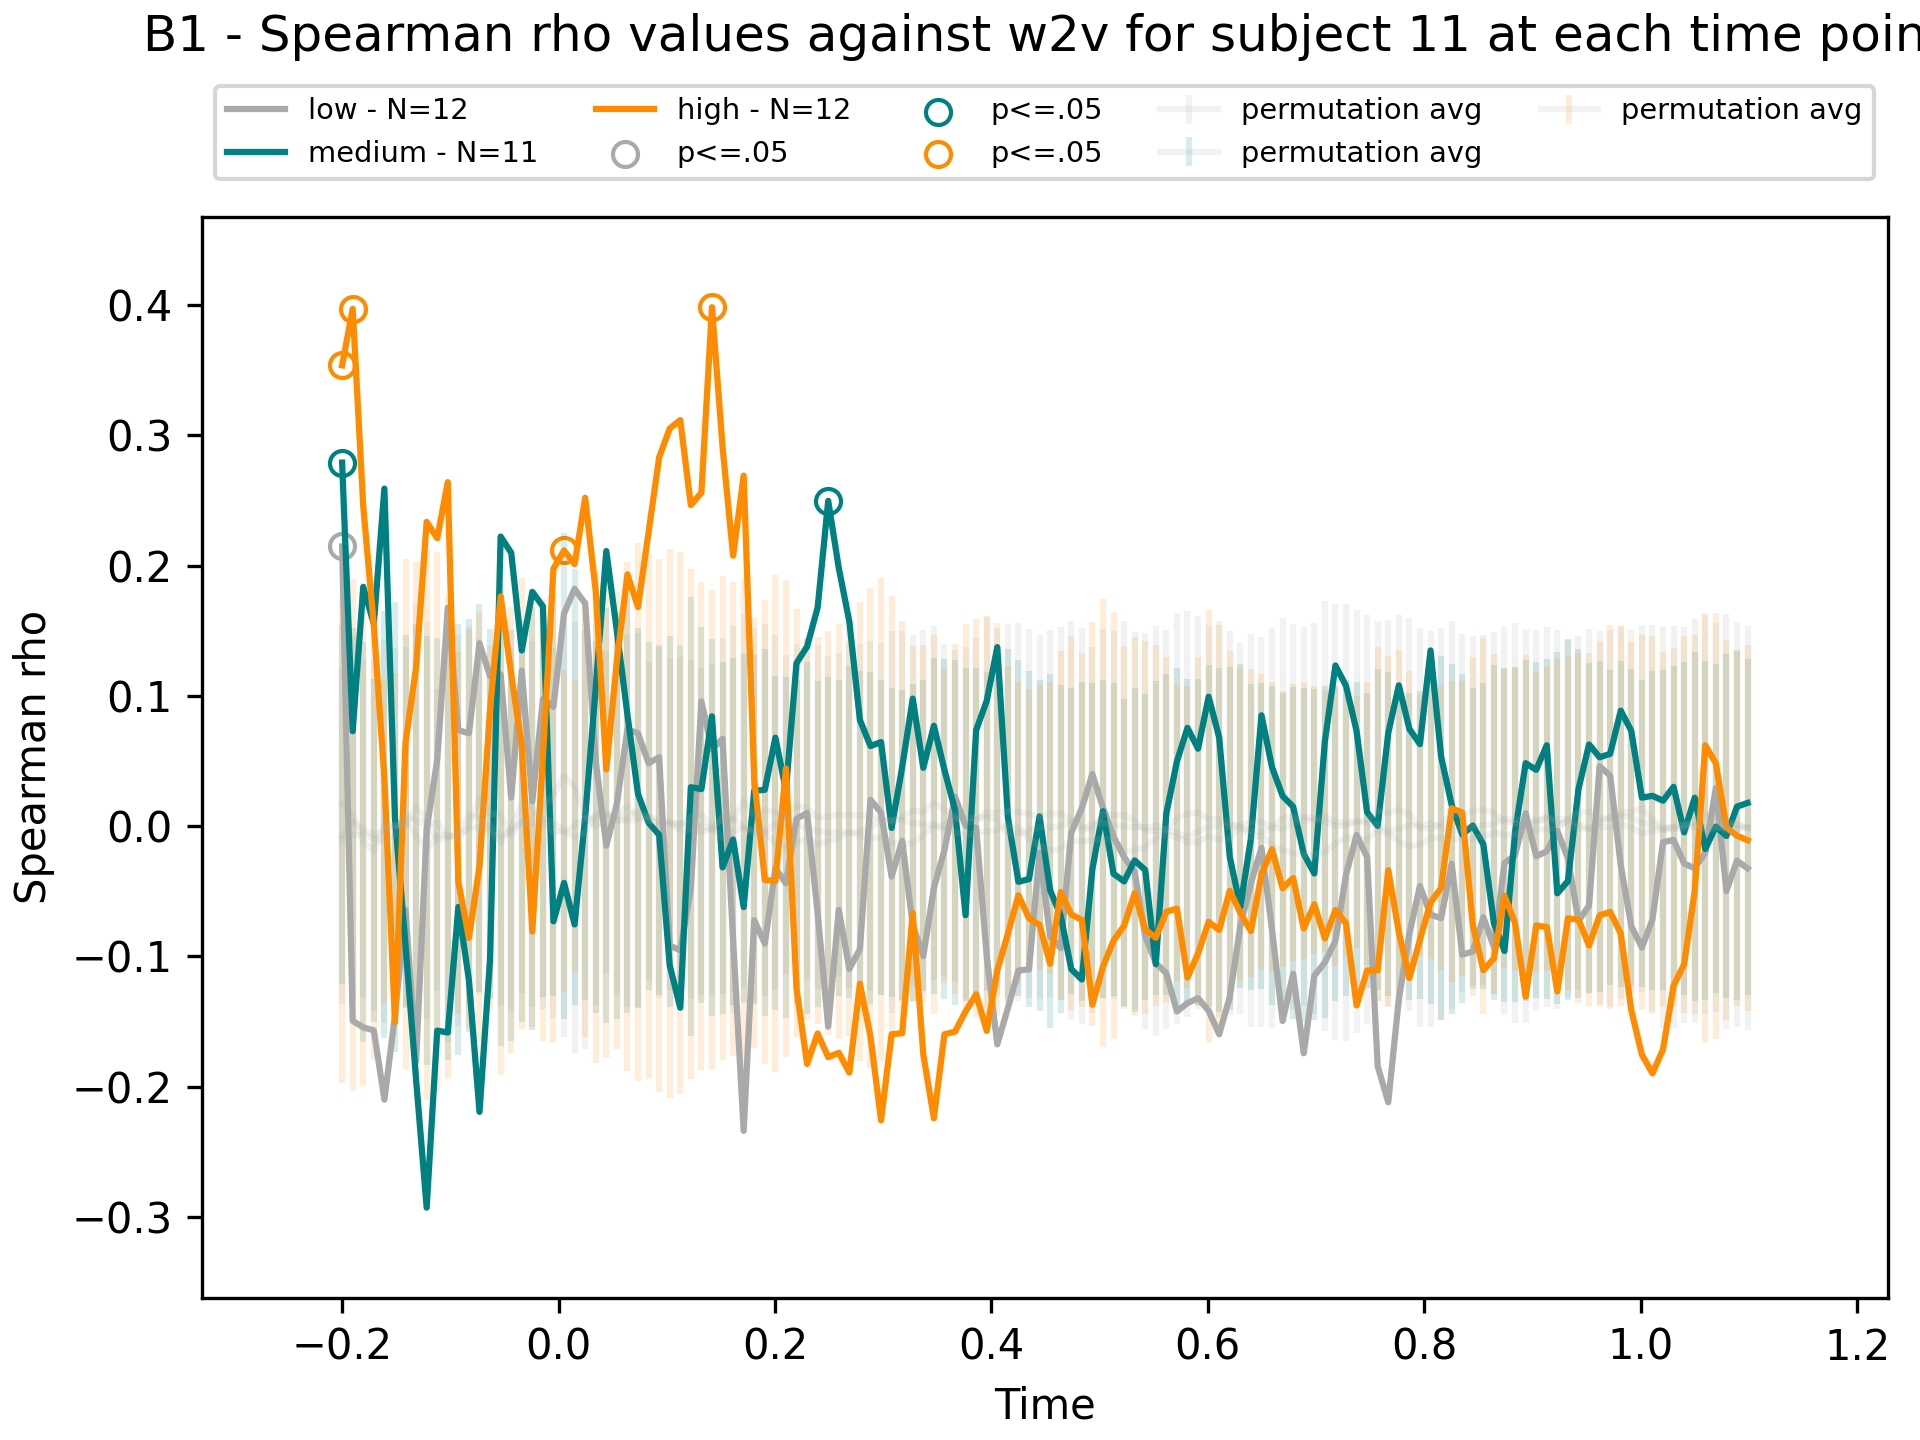 B1 - Spearman rho values against w2v for subject 11 at each time poin
low - N=12
medium - N=11
high - N=12
p<=.05
p<=.05
p<=.05
permutation avg
permutation avg
permutation avg
Spearman rho
0.4
0.3
0.2
0.1
0.0
−0.1
−0.2
−0.3
−0.2 0.0 0.2 0.4 0.6 0.8 1.0 1.2
Time